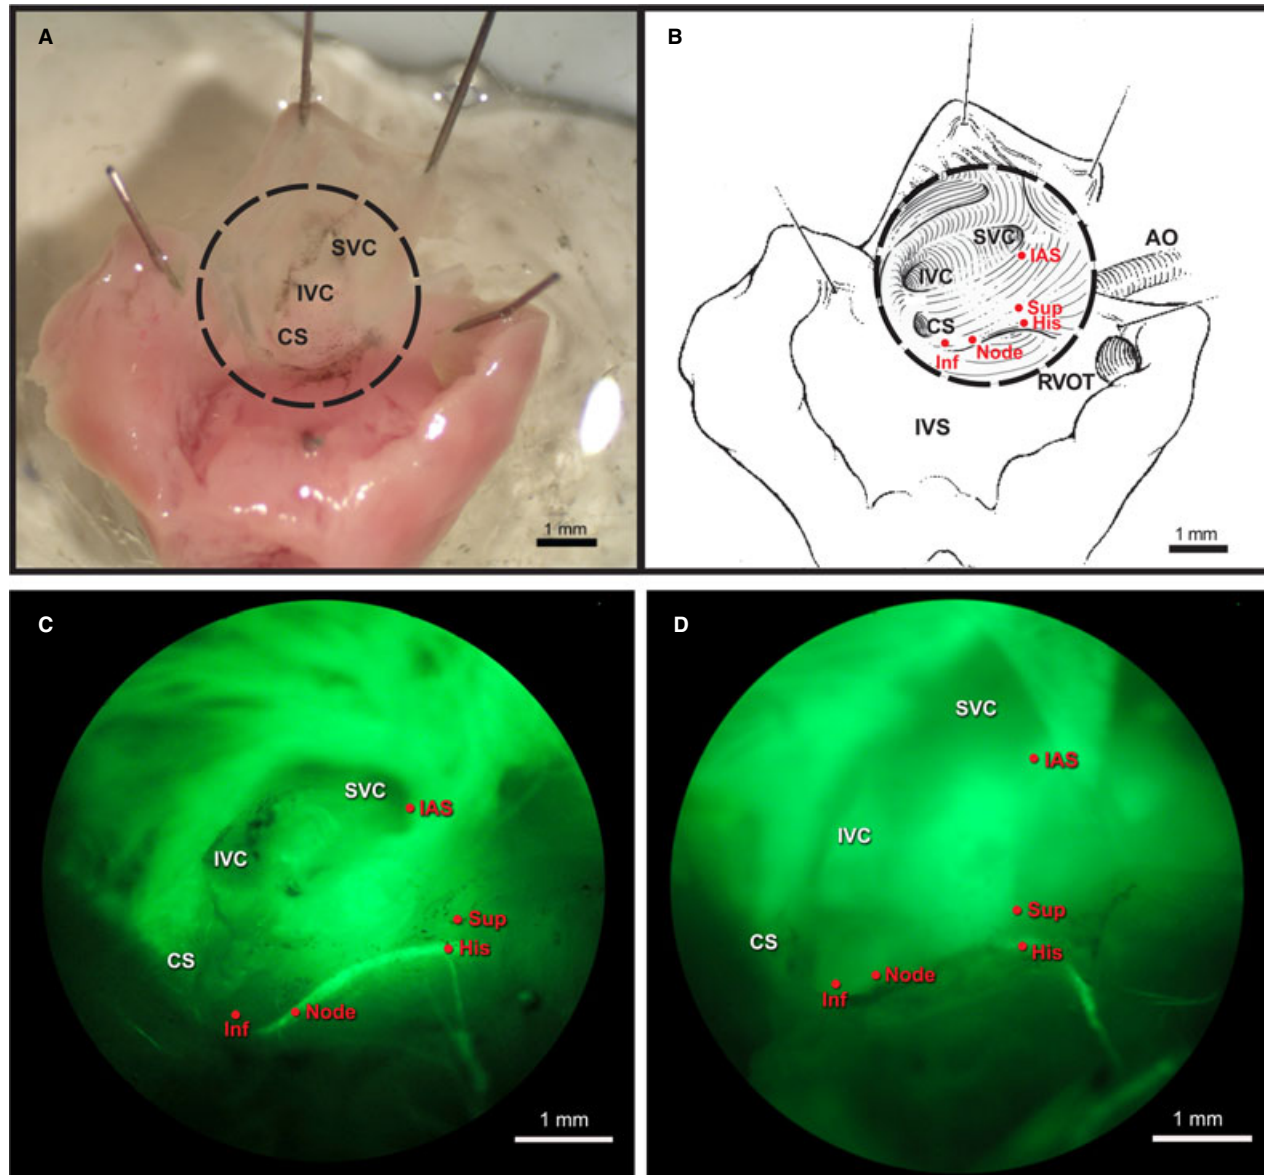 A
SVC
IVC
CS
1 mm
B
SVC
IAS
AO
IVC
Sup
CS
His
Inf
Node
RVOT
IVS
1 mm
C
SVC
IAS
IVC
Sup
His
CS
Node
Inf
1 mm
D
SVC
IAS
IVC
Sup
CS
His
Node
Inf
1 mm